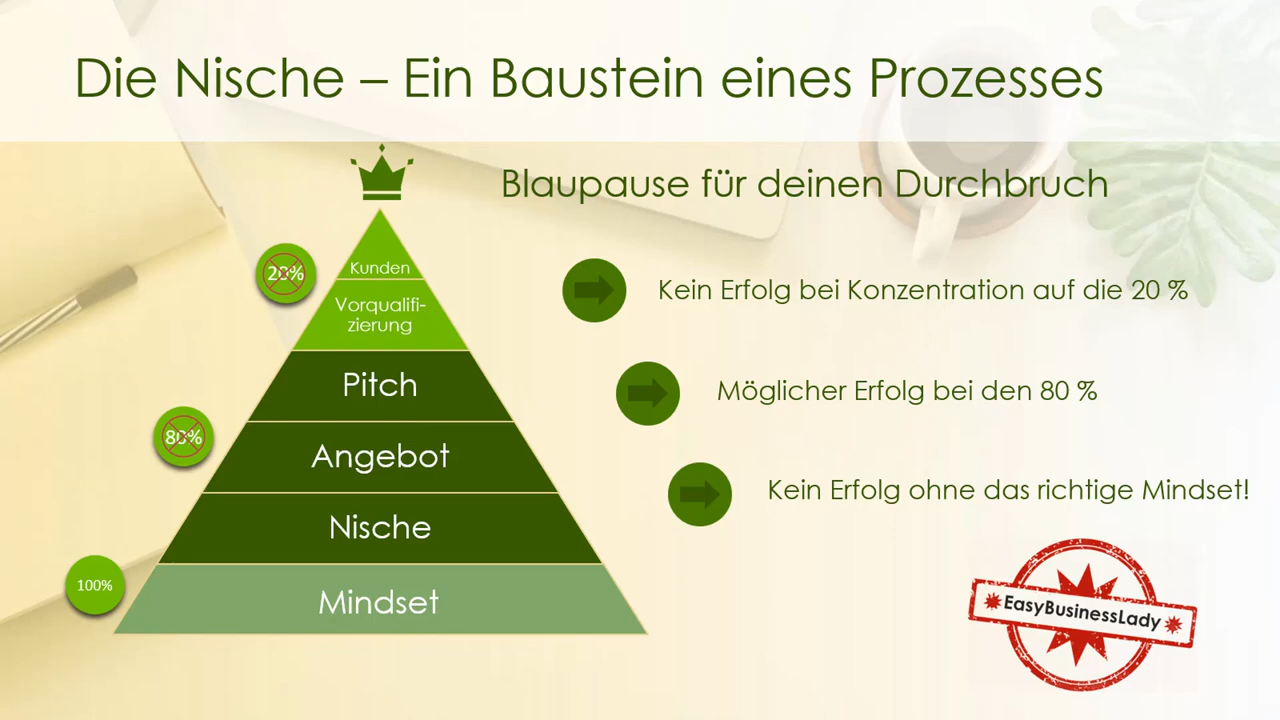 Die Nische – Ein Baustein eines Prozesses
Blaupause für deinen Durchbruch
Kunden
20%
Vorqualifi-
zierung
Pitch
80%
Angebot
Nische
100%
Mindset
Kein Erfolg bei Konzentration auf die 20 %
Möglicher Erfolg bei den 80 %
Kein Erfolg ohne das richtige Mindset!
EasyBusinessLady